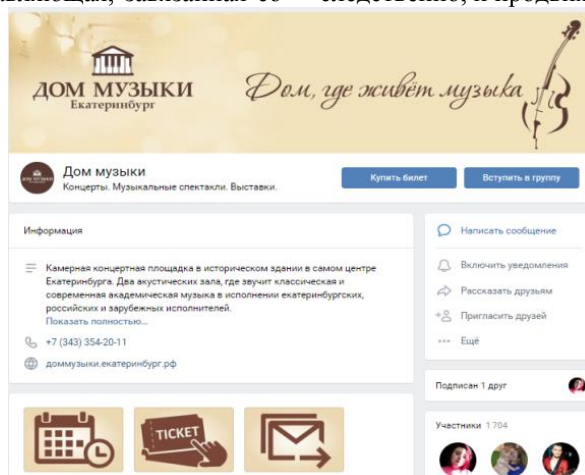 ДОМ МУЗЫКИ
Екатеринбург
Дом, где живёт музыка
Дом музыки
Концерты. Музыкальные спектакли. Выставки.
Купить билет
Вступить в группу
Информация
Камерная концертная площадка в историческом здании в самом центре
Екатеринбурга. Два акустических зала, где звучит классическая и
современная академическая музыка в исполнении екатеринбургских,
российских и зарубежных исполнителей.
Показать полностью...
+7 (343) 354-20-11
доммузыки.екатеринбург.рф
TICKET
Написать сообщение
Включить уведомления
Рассказать друзьям
Пригласить друзей
Ещё
Подписан 1 друг
Участники 1 704